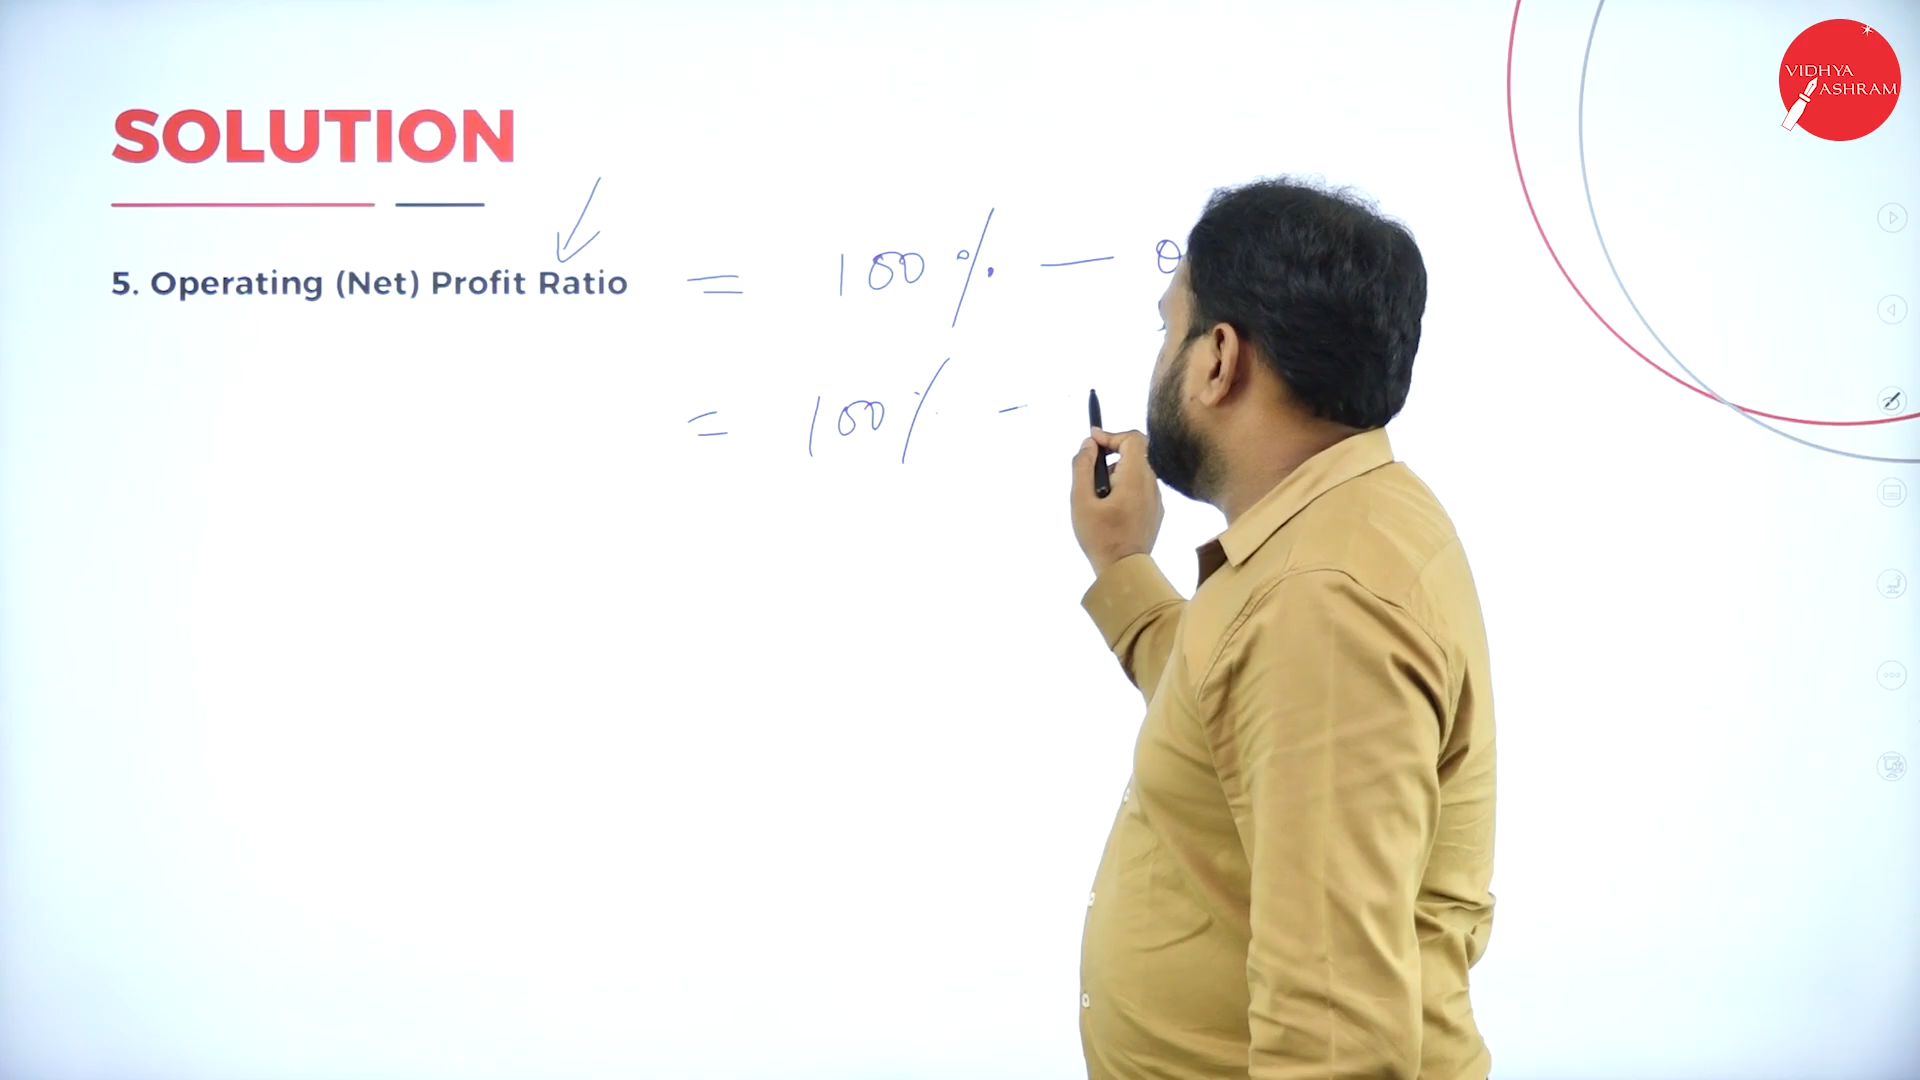 VIDHYA
ASHRAM
SOLUTION
5. Operating (Net) Profit Ratio = 100 % —
= 100 % -